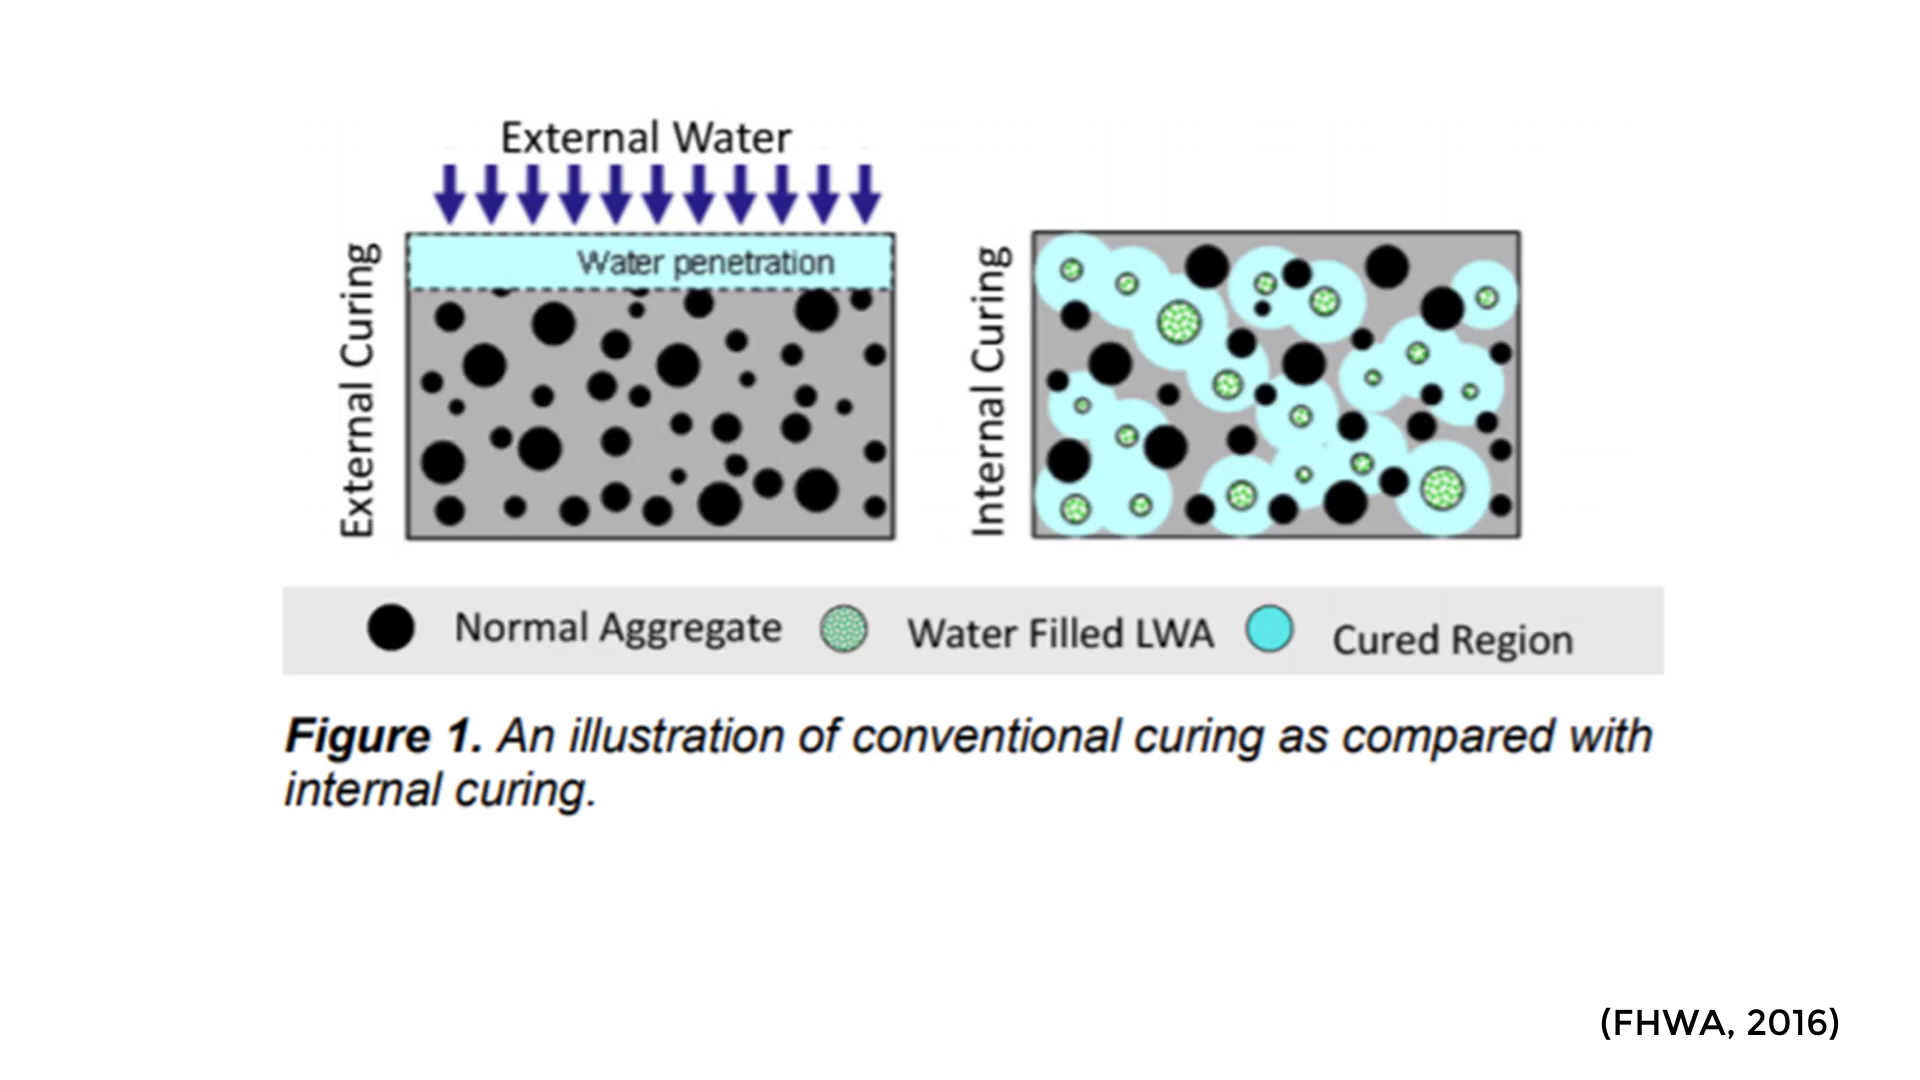 External Water
External Curing
Water penetration
Internal Curing
Normal Aggregate
Water Filled LWA
Cured Region
Figure 1. An illustration of conventional curing as compared with
internal curing.
(FHWA, 2016)